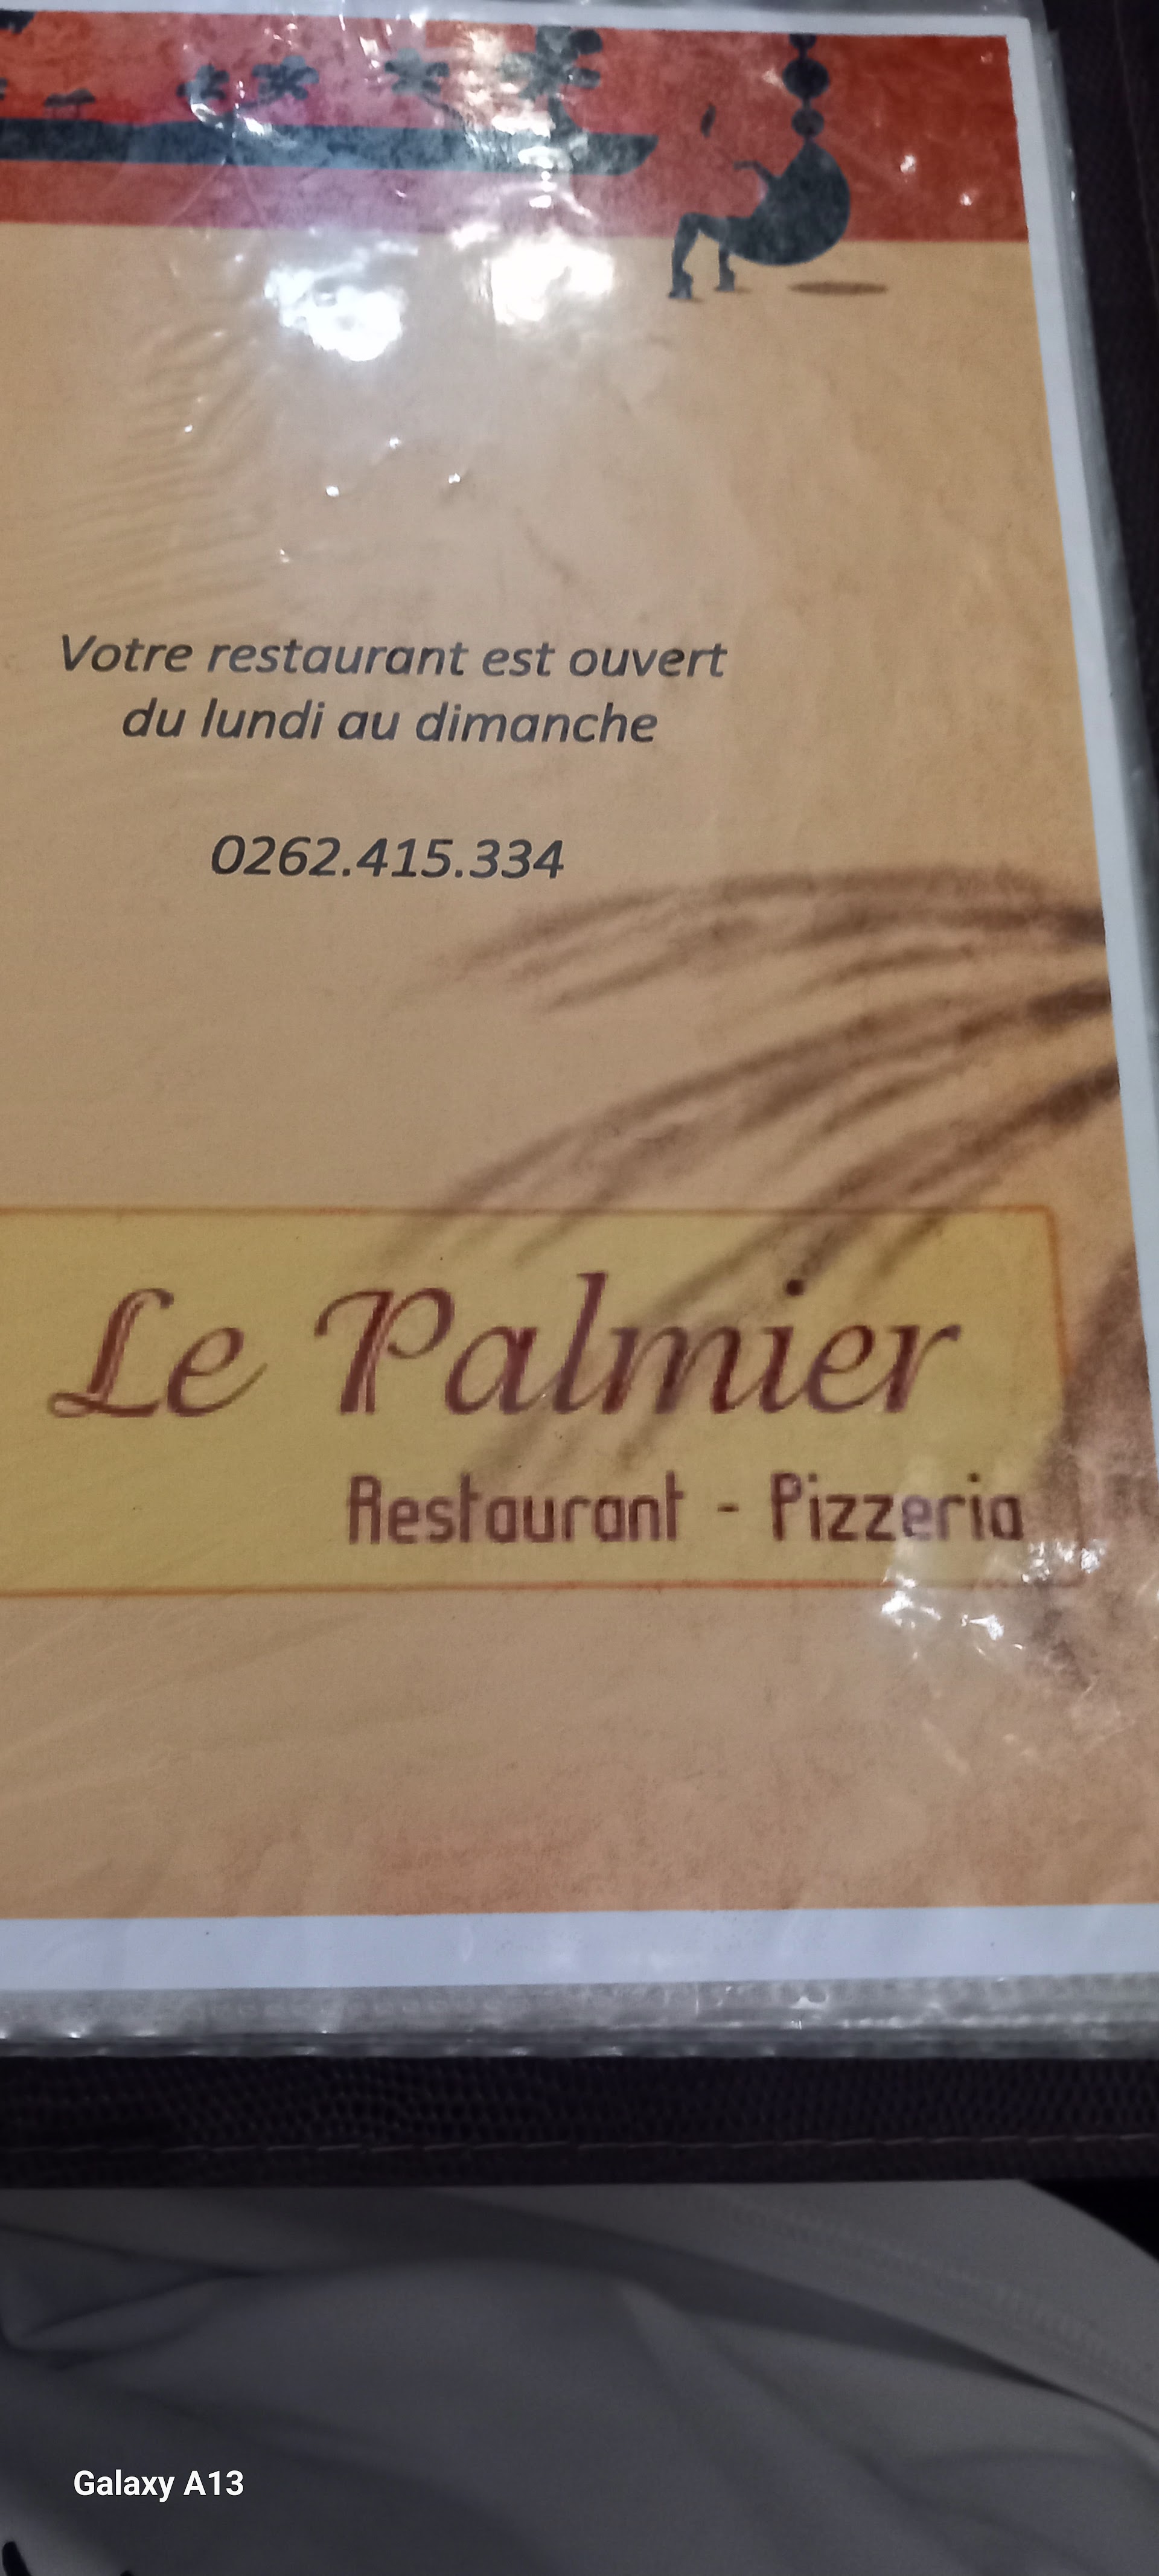 Votre restaurant est ouvert
du lundi au dimanche
0262.415.334
Le Palmier
Restaurant - Pizzeria
Galaxy A13